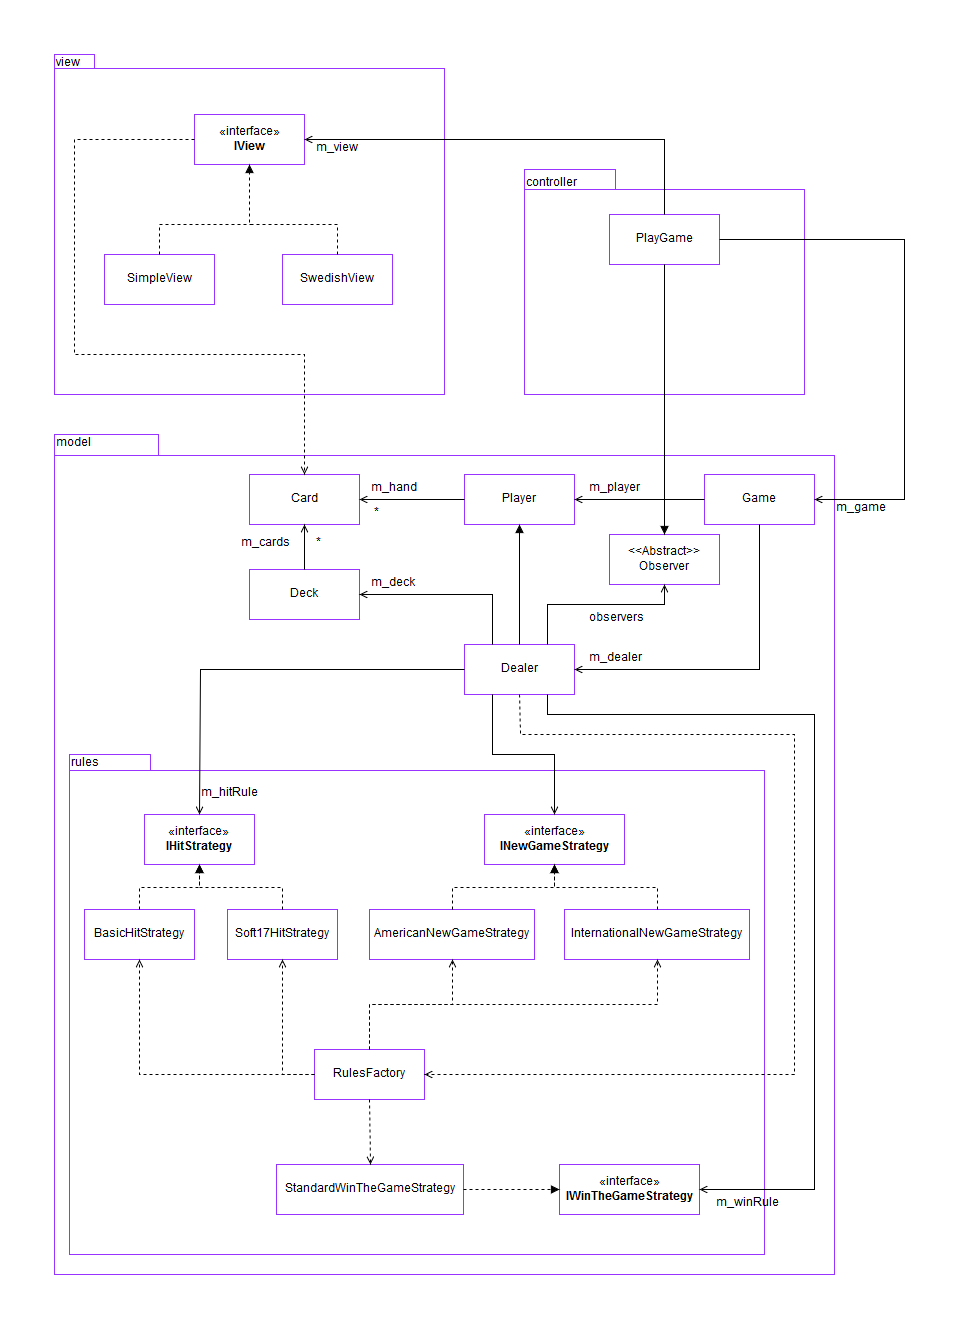 view
«interface»
IView
m_view
controller
PlayGame
SimpleView
SwedishView
model
Card
m_hand
*
Player
m_player
Game
m_game
m_cards
*
<<Abstract>>
Observer
Deck
m_deck
observers
Dealer
m_dealer
rules
m_hitRule
«interface»
IHitStrategy
«interface»
INewGameStrategy
BasicHitStrategy
Soft17HitStrategy
AmericanNewGameStrategy
InternationalNewGameStrategy
RulesFactory
StandardWinTheGameStrategy
«interface»
IWinTheGameStrategy
m_winRule